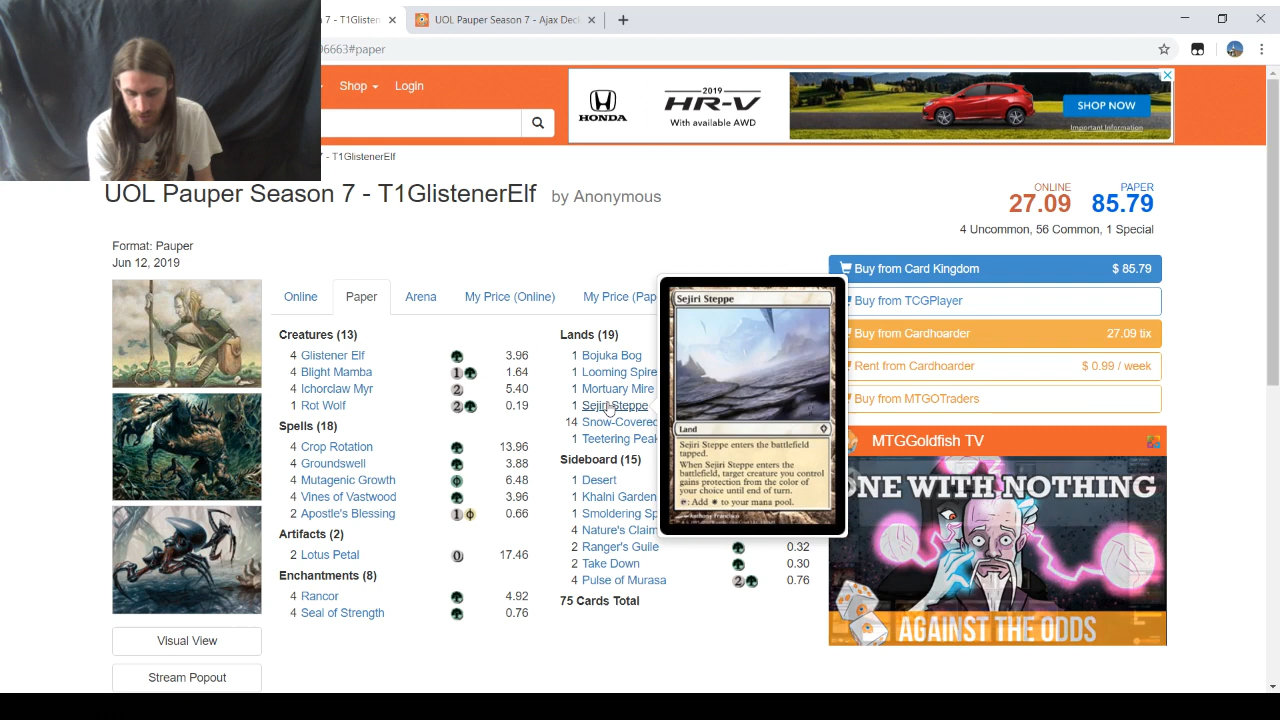 7 - T1Glisten
UOL Pauper Season 7 - Ajax Dec
6663#paper
Shop
Login
HONDA
2019
HR-V
With available AWD
SHOP NOW
Important Information
7 - T1GlistenerElf
UOL Pauper Season 7 - T1GlistenerElf by Anonymous
ONLINE
27.09
PAPER
85.79
4 Uncommon, 56 Common, 1 Special
Format: Pauper
Jun 12, 2019
Online
Paper
Arena
My Price (Online)
My Price (Pap
Creatures (13)
4 Glistener Elf 3.96
4 Blight Mamba 1 1.64
4 Ichorclaw Myr 2 5.40
1 Rot Wolf 2 0.19
Spells (18)
4 Crop Rotation 13.96
4 Groundswell 3.88
4 Mutagenic Growth 6.48
4 Vines of Vastwood 3.96
2 Apostle's Blessing 1 0.66
Artifacts (2)
2 Lotus Petal 0 17.46
Enchantments (8)
4 Rancor 4.92
4 Seal of Strength 0.76
Lands (19)
1 Bojuka Bog
1 Looming Spire
1 Mortuary Mire
1 Sejiri Steppe
14 Snow-Covered
1 Teetering Peak
Sideboard (15)
1 Desert
1 Khalni Garden
1 Smoldering Sp
4 Nature's Claim
2 Ranger's Guile 0.32
2 Take Down 0.30
4 Pulse of Murasa 2 0.76
75 Cards Total
Sejiri Steppe
Land
Sejiri Steppe enters the battlefield
tapped.
When Sejiri Steppe enters the
battlefield, target creature you control
gains protection from the color of
your choice until end of turn.
: Add to your mana pool.
Buy from Card Kingdom $ 85.79
Buy from TCGPlayer
Buy from Cardhoarder 27.09 tix
Rent from Cardhoarder $ 0.99 / week
Buy from MTGOTraders
MTGGoldfish TV
ONE WITH NOTHING
AGAINST THE ODDS
Visual View
Stream Popout